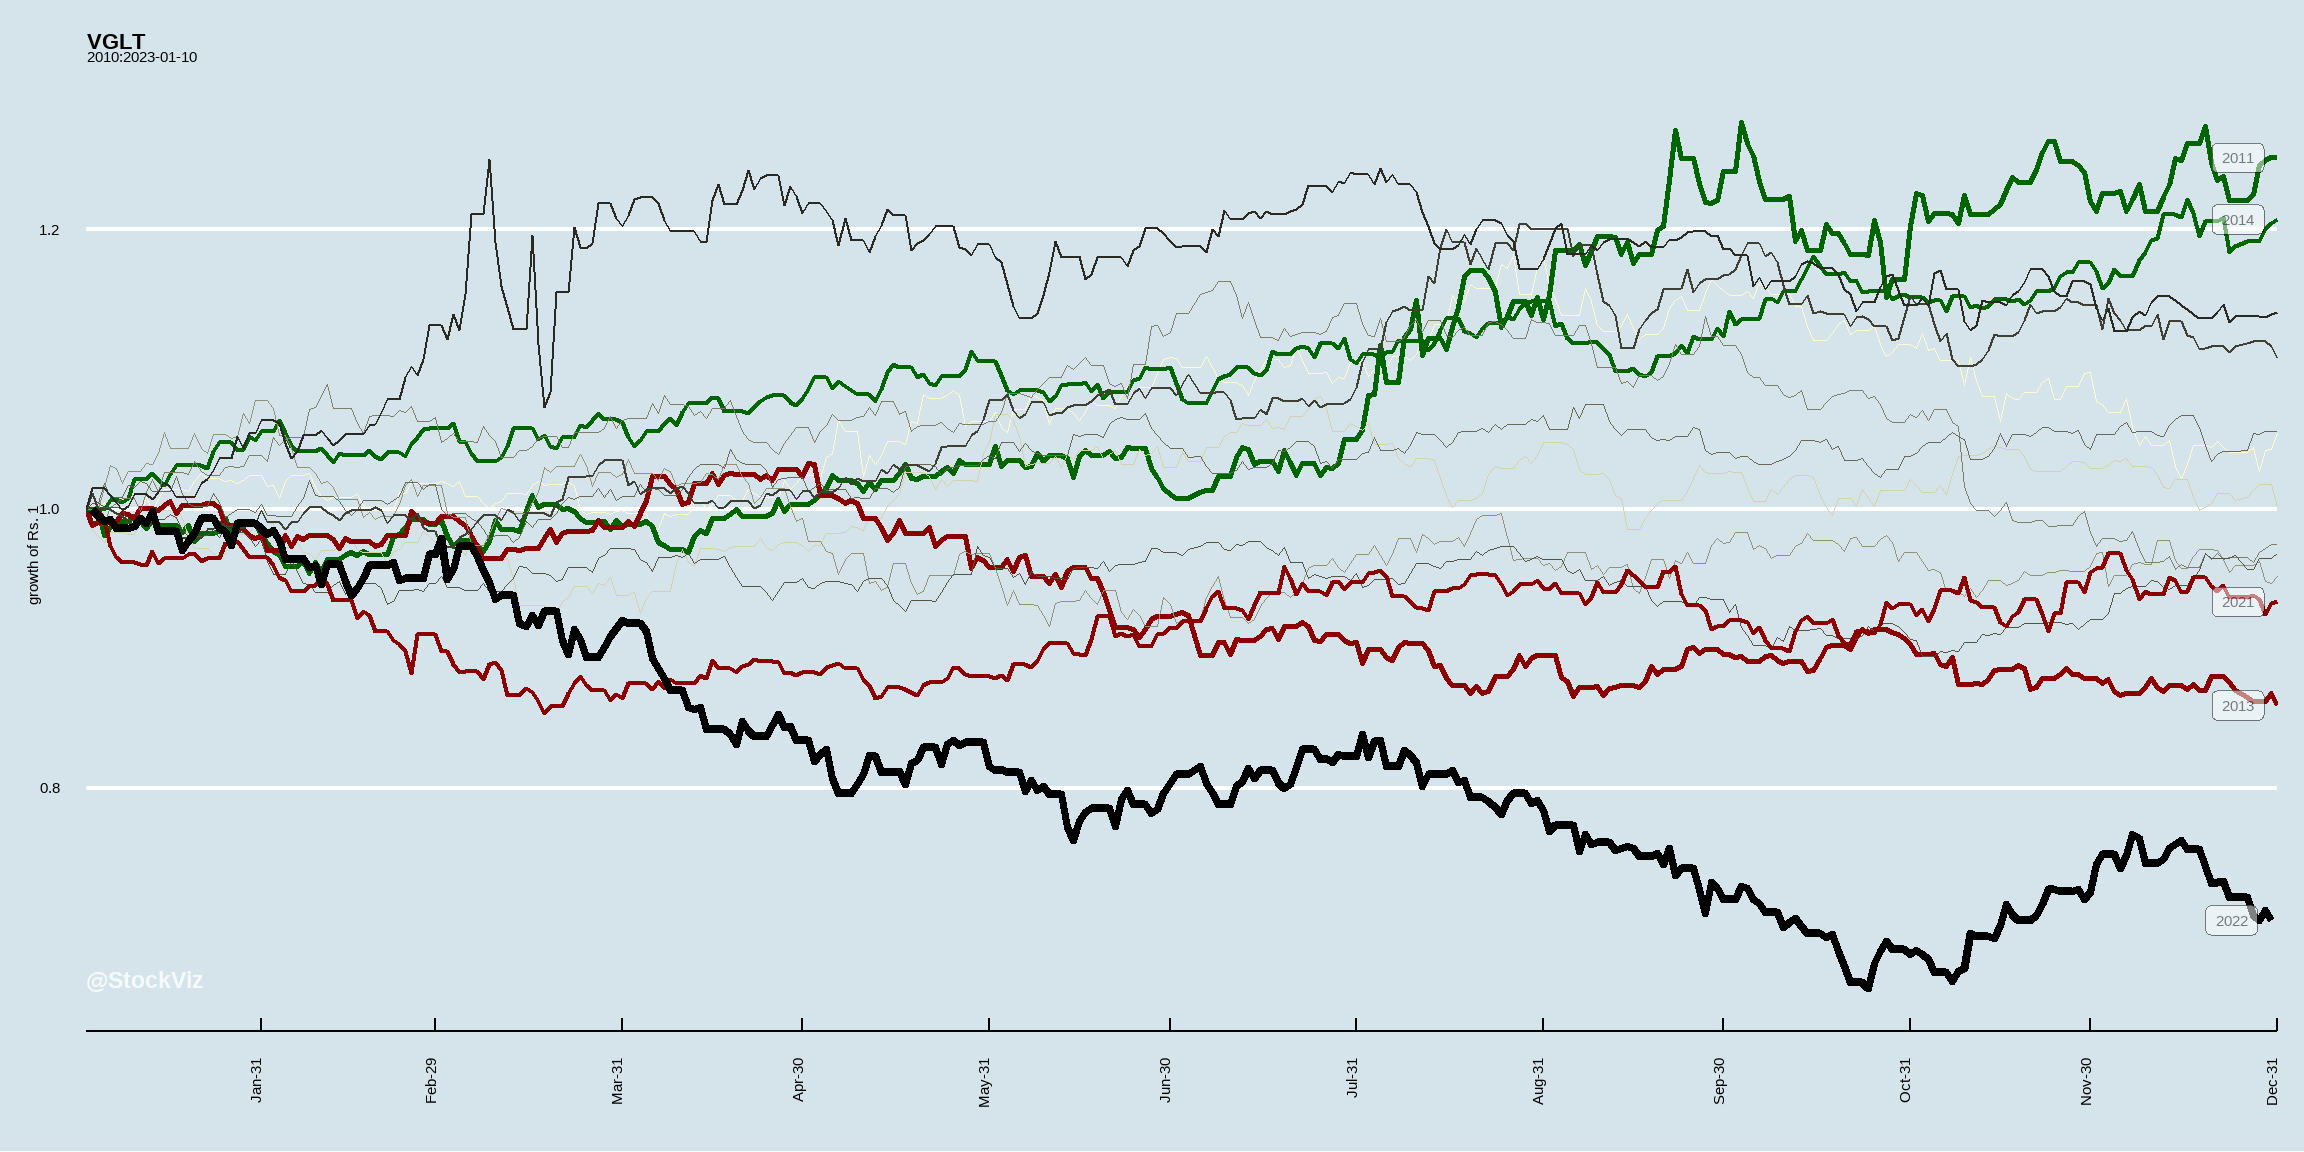 VGLT
2010:2023-01-10
growth of Rs. 1
1.2
1.0
0.8
2011
2014
2021
2013
2022
@StockViz
Jan-31
Feb-29
Mar-31
Apr-30
May-31
Jun-30
Jul-31
Aug-31
Sep-30
Oct-31
Nov-30
Dec-31